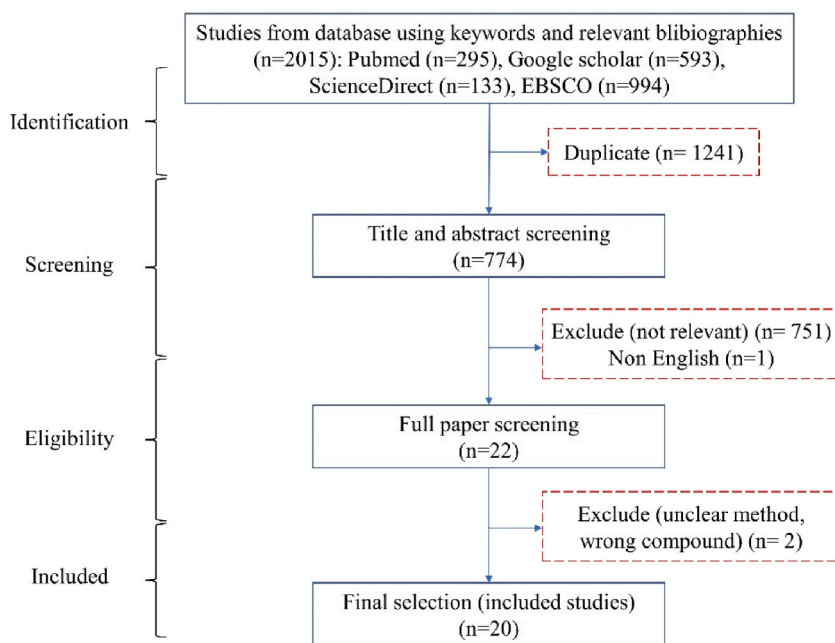 Studies from database using keywords and relevant blibiographies
(n=2015): Pubmed (n=295), Google scholar (n=593),
ScienceDirect (n=133), EBSCO (n=994)
Identification
Duplicate (n= 1241)
Title and abstract screening
(n=774)
Screening
Exclude (not relevant) (n= 751)
Non English (n=1)
Full paper screening
(n=22)
Eligibility
Exclude (unclear method,
wrong compound) (n= 2)
Included
Final selection (included studies)
(n=20)